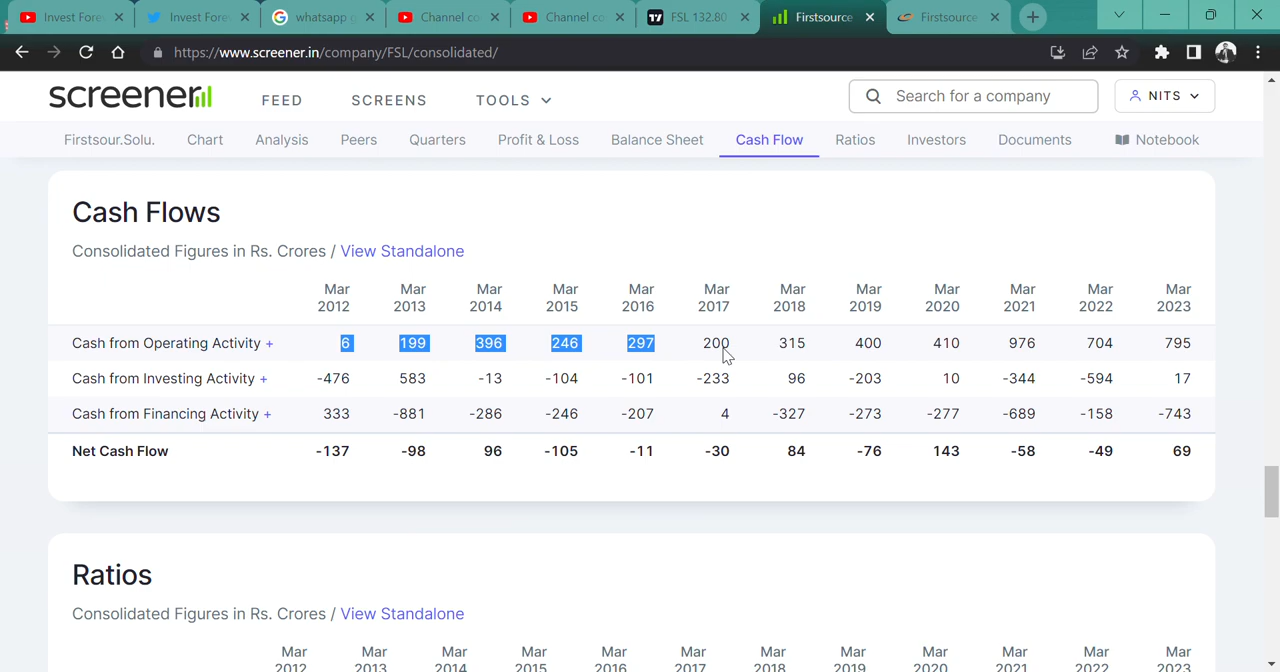 Invest Forev
Invest Forev
whatsapp g
Channel co
Channel co
FSL 132.80
Firstsource
Firstsource
https://www.screener.in/company/FSL/consolidated/
screener
FEED
SCREENS
TOOLS
Search for a company
NITS
Firstsour.Solu.
Chart
Analysis
Peers
Quarters
Profit & Loss
Balance Sheet
Cash Flow
Ratios
Investors
Documents
Notebook
Cash Flows
Consolidated Figures in Rs. Crores / View Standalone
Mar 2012 Mar 2013 Mar 2014 Mar 2015 Mar 2016 Mar 2017 Mar 2018 Mar 2019 Mar 2020 Mar 2021 Mar 2022 Mar 2023
Cash from Operating Activity + 6 199 396 246 297 200 315 400 410 976 704 795
Cash from Investing Activity + -476 583 -13 -104 -101 -233 96 -203 10 -344 -594 17
Cash from Financing Activity + 333 -881 -286 -246 -207 4 -327 -273 -277 -689 -158 -743
Net Cash Flow -137 -98 96 -105 -11 -30 84 -76 143 -58 -49 69
Ratios
Consolidated Figures in Rs. Crores / View Standalone
Mar 2012 Mar 2013 Mar 2014 Mar 2015 Mar 2016 Mar 2017 Mar 2018 Mar 2019 Mar 2020 Mar 2021 Mar 2022 Mar 2023